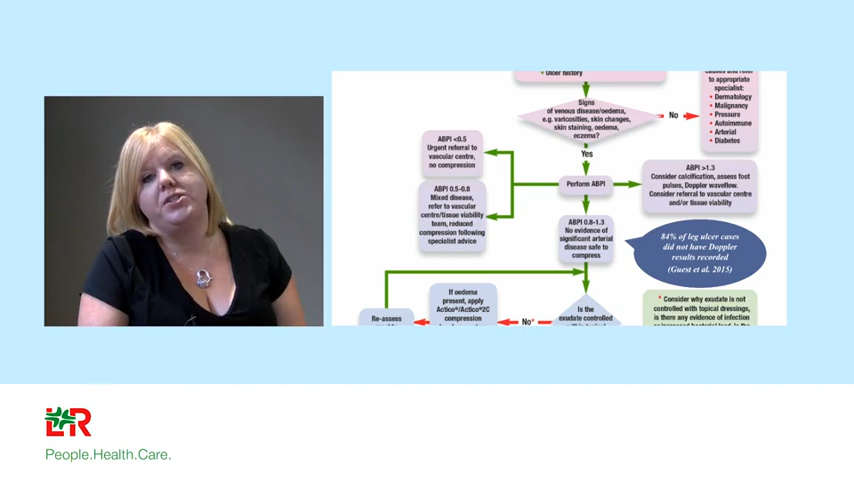 Ulcer history
to appropriate
specialist:
Dermatology
Malignancy
Pressure
Autoimmune
Arterial
Diabetes
Signs
of venous disease/oedema,
e.g. varicosities, skin changes,
skin staining, oedema,
eczema?
No
Yes
ABPI <0.5
Urgent referral to
vascular centre,
no compression
Perform ABPI
ABPI >1.3
Consider calcification, assess foot
pulses, Doppler waveflow.
Consider referral to vascular centre
and/or tissue viability
ABPI 0.5-0.8
Mixed disease,
refer to vascular
centre/tissue viability
team, reduced
compression following
specialist advice
ABPI 0.8-1.3
No evidence of
significant arterial
disease safe to
compress
84% of leg ulcer cases
did not have Doppler
results recorded
(Guest et al. 2015)
If oedema
present, apply
Actico®/Actico®2C
compression
Re-assess
No*
Is the
exudate controlled
* Consider why exudate is not
controlled with topical dressings,
is there any evidence of infection
L&R
People.Health.Care.